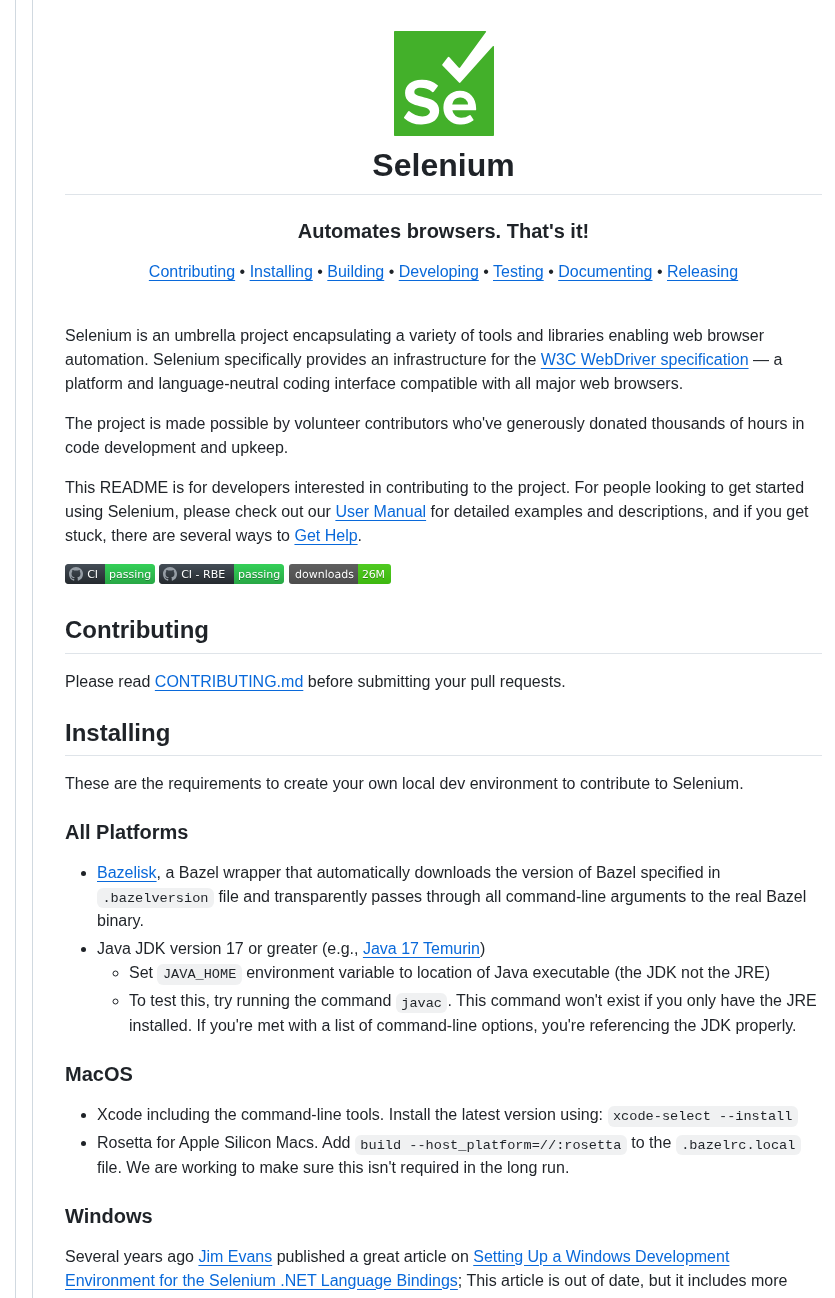 Se
Selenium
Automates browsers. That's it!
Contributing • Installing • Building • Developing • Testing • Documenting • Releasing
Selenium is an umbrella project encapsulating a variety of tools and libraries enabling web browser
automation. Selenium specifically provides an infrastructure for the W3C WebDriver specification — a
platform and language-neutral coding interface compatible with all major web browsers.
The project is made possible by volunteer contributors who've generously donated thousands of hours in
code development and upkeep.
This README is for developers interested in contributing to the project. For people looking to get started
using Selenium, please check out our User Manual for detailed examples and descriptions, and if you get
stuck, there are several ways to Get Help.
CI passing CI - RBE passing downloads 26M
Contributing
Please read CONTRIBUTING.md before submitting your pull requests.
Installing
These are the requirements to create your own local dev environment to contribute to Selenium.
All Platforms
• Bazelisk, a Bazel wrapper that automatically downloads the version of Bazel specified in
.bazelversion file and transparently passes through all command-line arguments to the real Bazel
binary.
• Java JDK version 17 or greater (e.g., Java 17 Temurin)
◦ Set JAVA_HOME environment variable to location of Java executable (the JDK not the JRE)
◦ To test this, try running the command javac. This command won't exist if you only have the JRE
installed. If you're met with a list of command-line options, you're referencing the JDK properly.
MacOS
• Xcode including the command-line tools. Install the latest version using: xcode-select --install
• Rosetta for Apple Silicon Macs. Add build --host_platform=//:rosetta to the .bazelrc.local
file. We are working to make sure this isn't required in the long run.
Windows
Several years ago Jim Evans published a great article on Setting Up a Windows Development
Environment for the Selenium .NET Language Bindings; This article is out of date, but it includes more